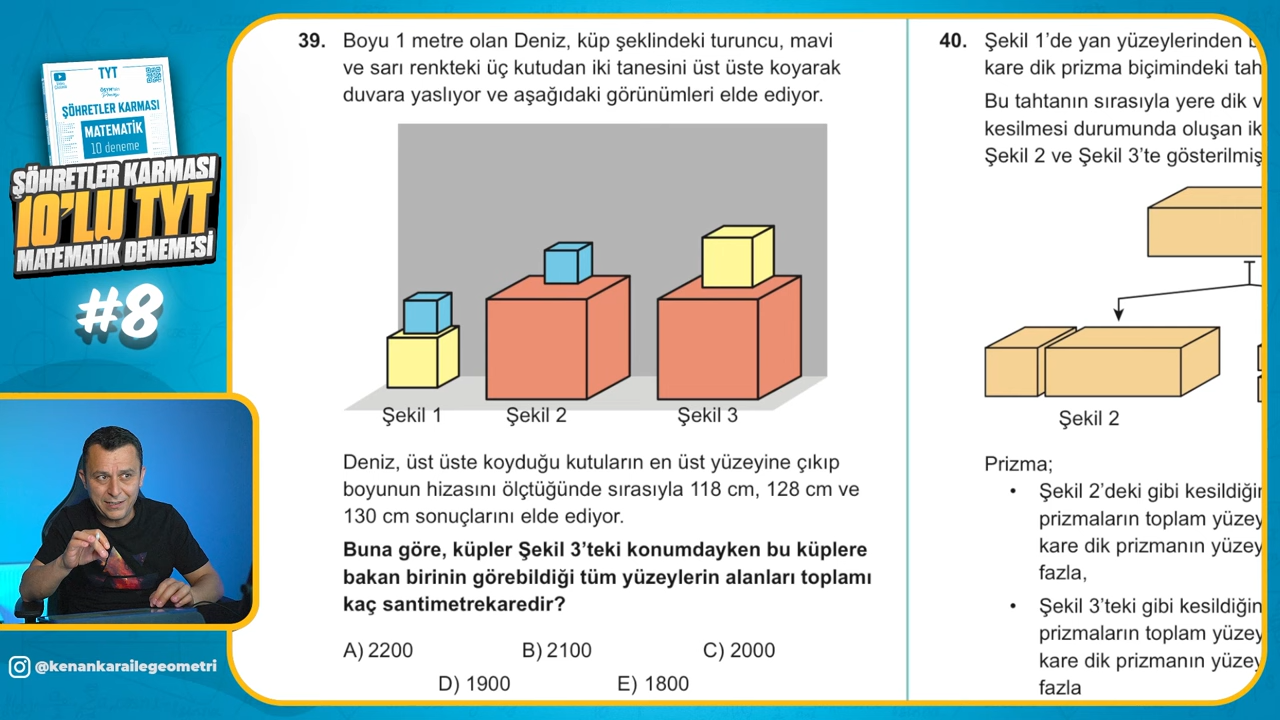 TYT
ŞÖHRETLER KARMASI
MATEMATİK
10 deneme
ŞÖHRETLER KARMASI
10'LU TYT
MATEMATİK DENEMESİ
#8
@kenankarailegeometri
39. Boyu 1 metre olan Deniz, küp şeklindeki turuncu, mavi
ve sarı renkteki üç kutudan iki tanesini üst üste koyarak
duvara yaslıyor ve aşağıdaki görünümleri elde ediyor.
Şekil 1
Şekil 2
Şekil 3
Deniz, üst üste koyduğu kutuların en üst yüzeyine çıkıp
boyunun hizasını ölçtüğünde sırasıyla 118 cm, 128 cm ve
130 cm sonuçlarını elde ediyor.
Buna göre, küpler Şekil 3'teki konumdayken bu küplere
bakan birinin görebildiği tüm yüzeylerin alanları toplamı
kaç santimetrekaredir?
A) 2200 B) 2100 C) 2000
D) 1900 E) 1800
40. Şekil 1'de yan yüzeylerinden
kare dik prizma biçimindeki tah
Bu tahtanın sırasıyla yere dik v
kesilmesi durumunda oluşan ik
Şekil 2 ve Şekil 3'te gösterilmiş
Şekil 2
Prizma;
• Şekil 2'deki gibi kesildiğin
prizmaların toplam yüzey
kare dik prizmanın yüzey
fazla,
• Şekil 3'teki gibi kesildiğin
prizmaların toplam yüzey
kare dik prizmanın yüzey
fazla